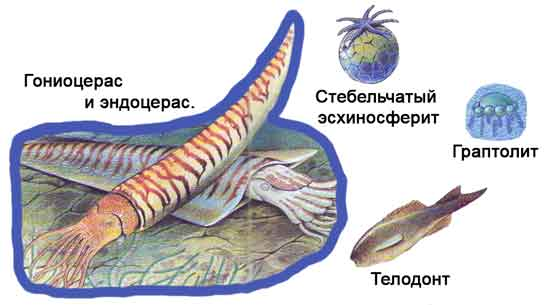 Гониоцерас
и эндоцерас.
Стебельчатый
эсхиносферит
Граптолит
Телодонт